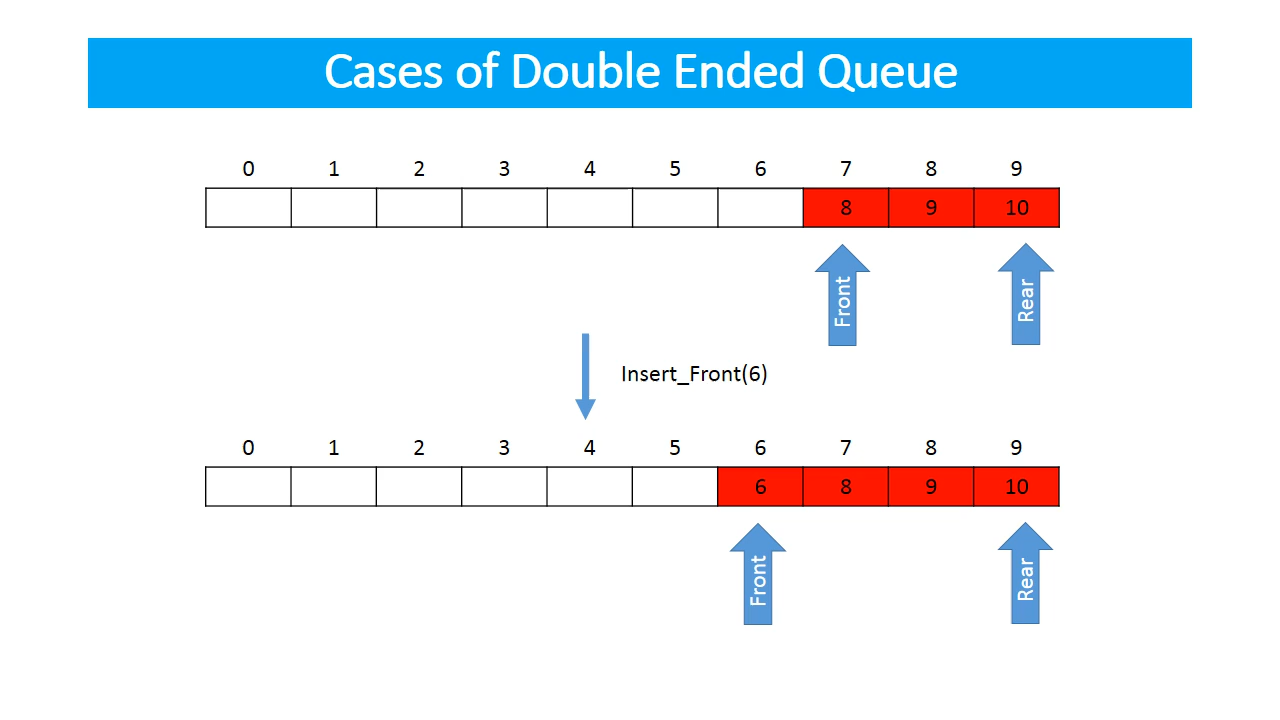 Cases of Double Ended Queue
0 1 2 3 4 5 6 7 8 9
8 9 10
Front Rear
Insert_Front(6)
0 1 2 3 4 5 6 7 8 9
6 8 9 10
Front Rear